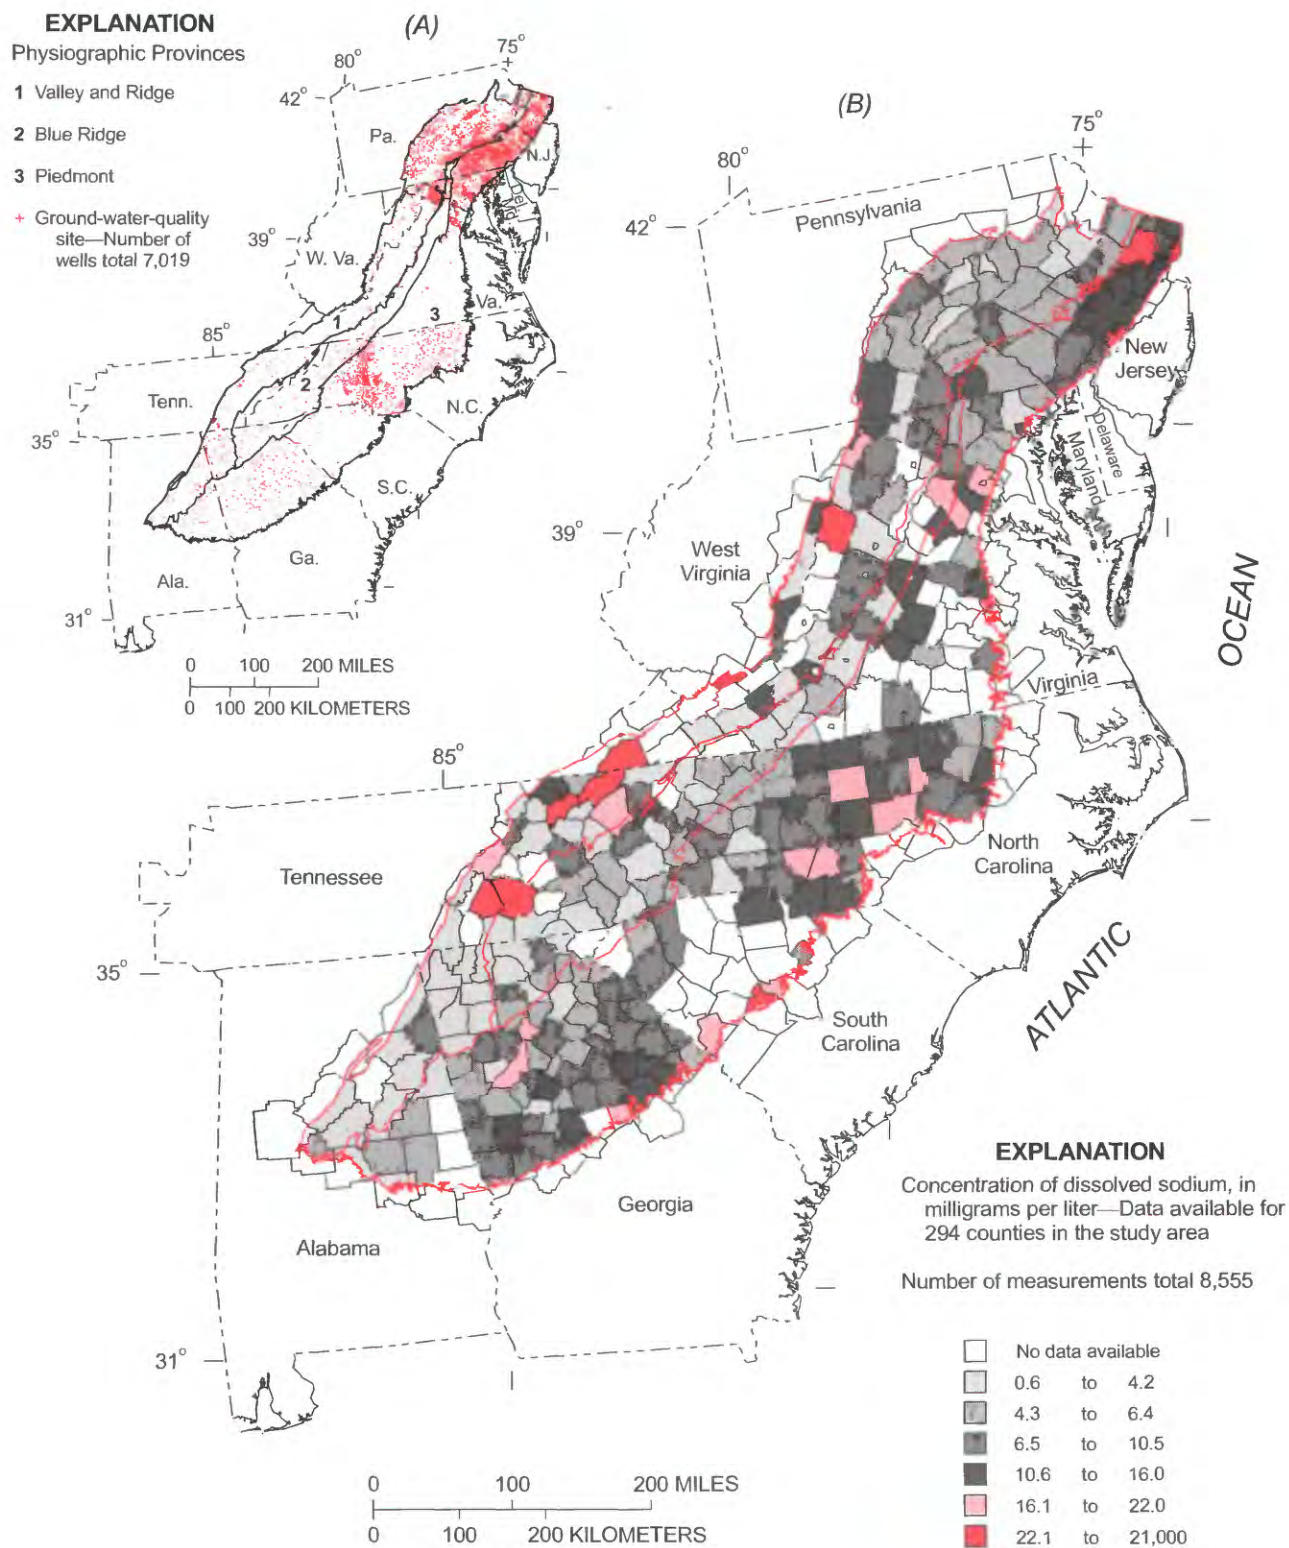 EXPLANATION
Physiographic Provinces
1 Valley and Ridge
2 Blue Ridge
3 Piedmont
+ Ground-water-quality
site—Number of
wells total 7,019
(A)
80°
75°
42°
Pa.
N.J.
Del.
Md.
39°
W. Va.
Va.
85°
1
3
2
Tenn.
N.C.
35°
S.C.
Ga.
Ala.
31°
0 100 200 MILES
0 100 200 KILOMETERS
(B)
75°
80°
Pennsylvania
42°
New
Jersey
Delaware
Maryland
39°
West
Virginia
OCEAN
Virginia
85°
North
Carolina
Tennessee
35°
ATLANTIC
South
Carolina
Georgia
Alabama
31°
0 100 200 MILES
0 100 200 KILOMETERS
EXPLANATION
Concentration of dissolved sodium, in
milligrams per liter—Data available for
294 counties in the study area
Number of measurements total 8,555
No data available
0.6 to 4.2
4.3 to 6.4
6.5 to 10.5
10.6 to 16.0
16.1 to 22.0
22.1 to 21,000